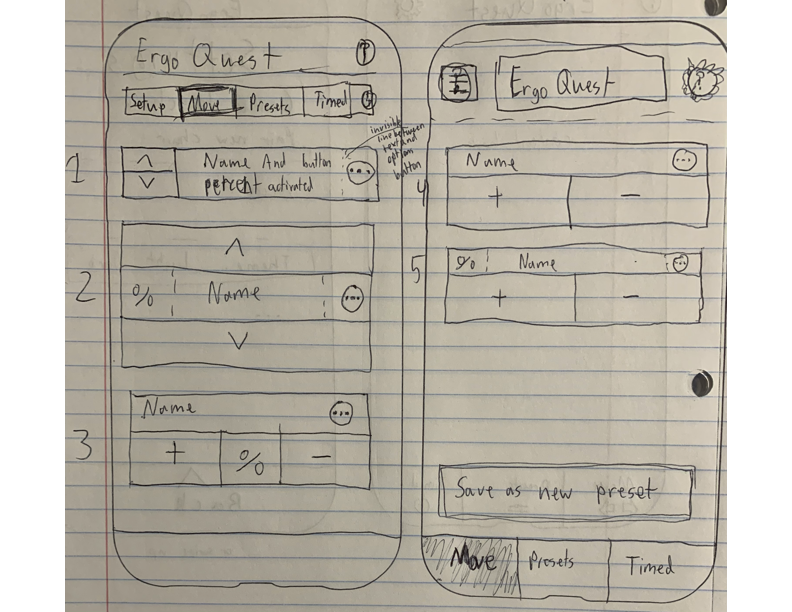 Ergo Quest
Setup
Move
Presets
Timed
invisible
line between
text and
option
button
1
Name And button
percent activated
2
%
Name
3
Name
+
%
-
Ergo Quest
4
Name
+
-
5
%
Name
+
-
Save as new preset
Move
Presets
Timed